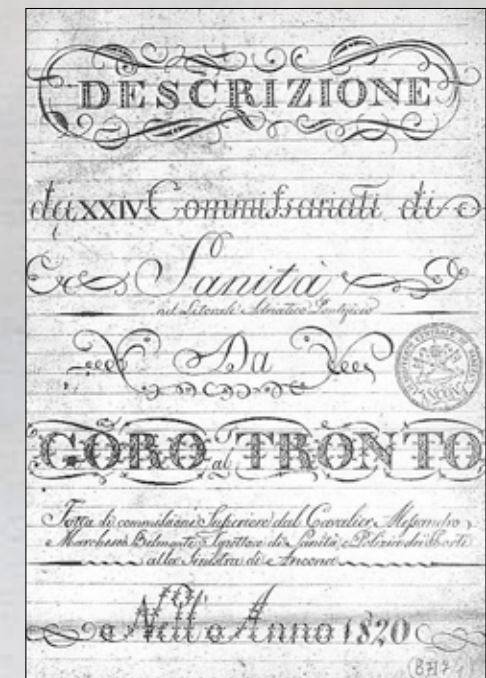 DESCRIZIONE
de XXIV Commissariati di
Sanità
nel Litorale Adriatico Pontificio
Da
GORO al TRONTO
Fatta di commissione Superiore dal Cavalier Alessandro
Marchese Belmonte Ispettore di Sanità, e Polizia dei Porti
alla Sinistra di Ancona
Nell'Anno 1820
(B717